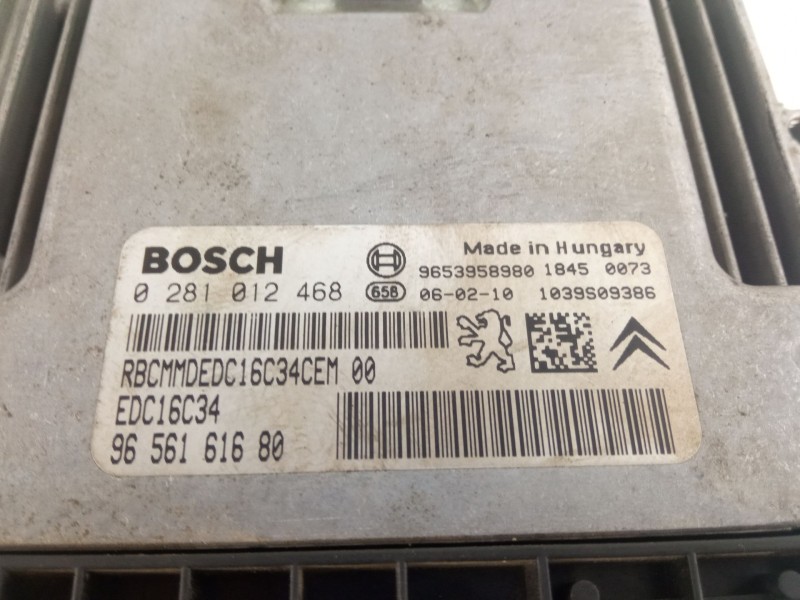 BOSCH
Made in Hungary
9653958980 1845 0073
0 281 012 468 65B 06-02-10 1039S09386
RBCMMDEDC16C34CEM 00
EDC16C34
96 561 616 80